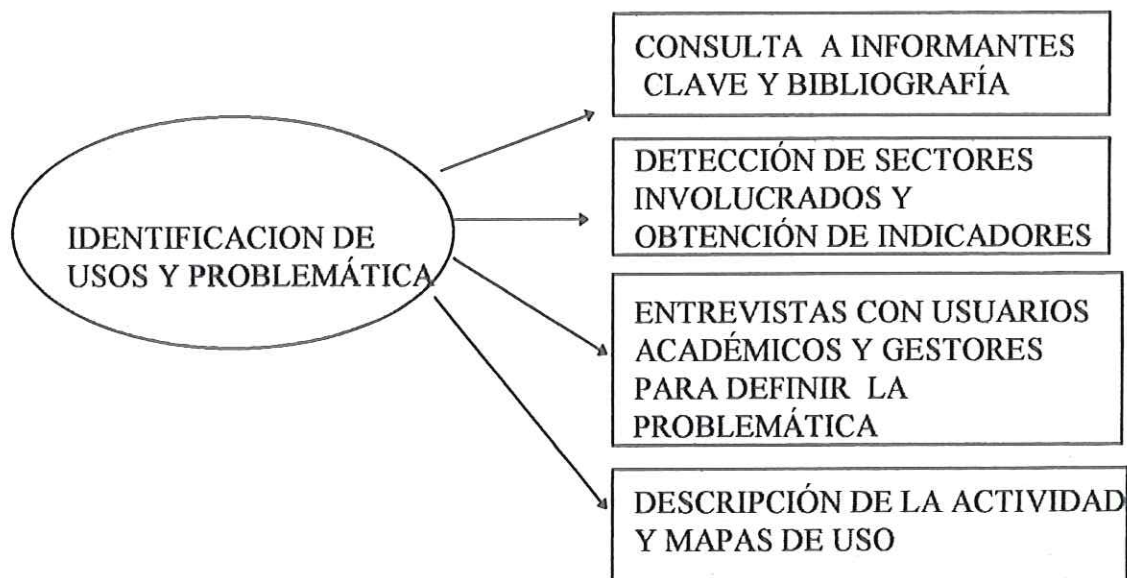 IDENTIFICACION DE
USOS Y PROBLEMÁTICA
CONSULTA A INFORMANTES
CLAVE Y BIBLIOGRAFÍA
DETECCIÓN DE SECTORES
INVOLUCRADOS Y
OBTENCIÓN DE INDICADORES
ENTREVISTAS CON USUARIOS
ACADÉMICOS Y GESTORES
PARA DEFINIR LA
PROBLEMÁTICA
DESCRIPCIÓN DE LA ACTIVIDAD
Y MAPAS DE USO